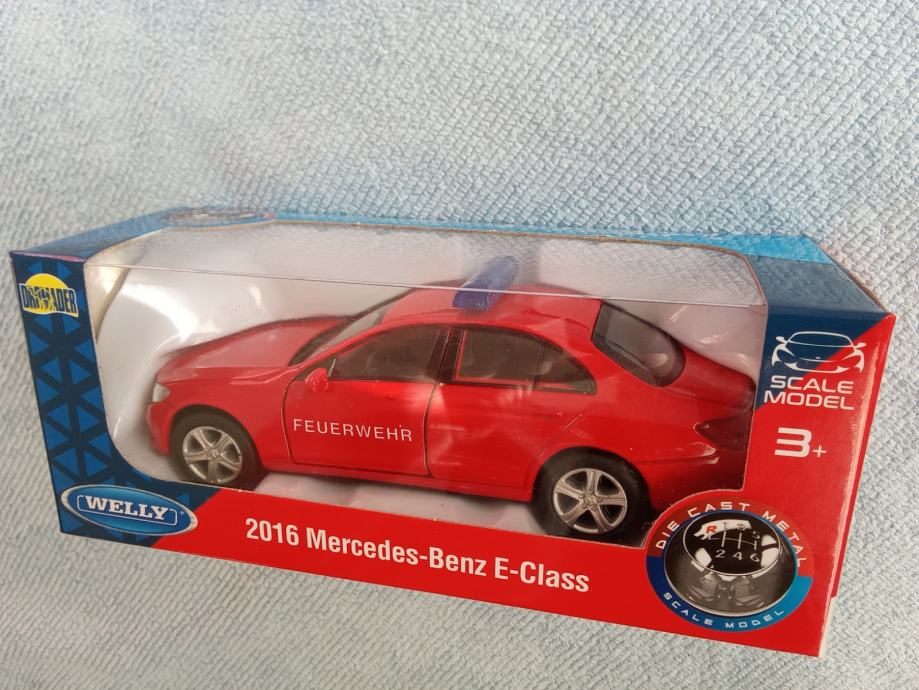 DROMADER
SCALE
MODEL
3+
FEUERWEHR
WELLY
2016 Mercedes-Benz E-Class
DIE CAST METAL
R 1 3 5
2 4 6
SCALE MODEL